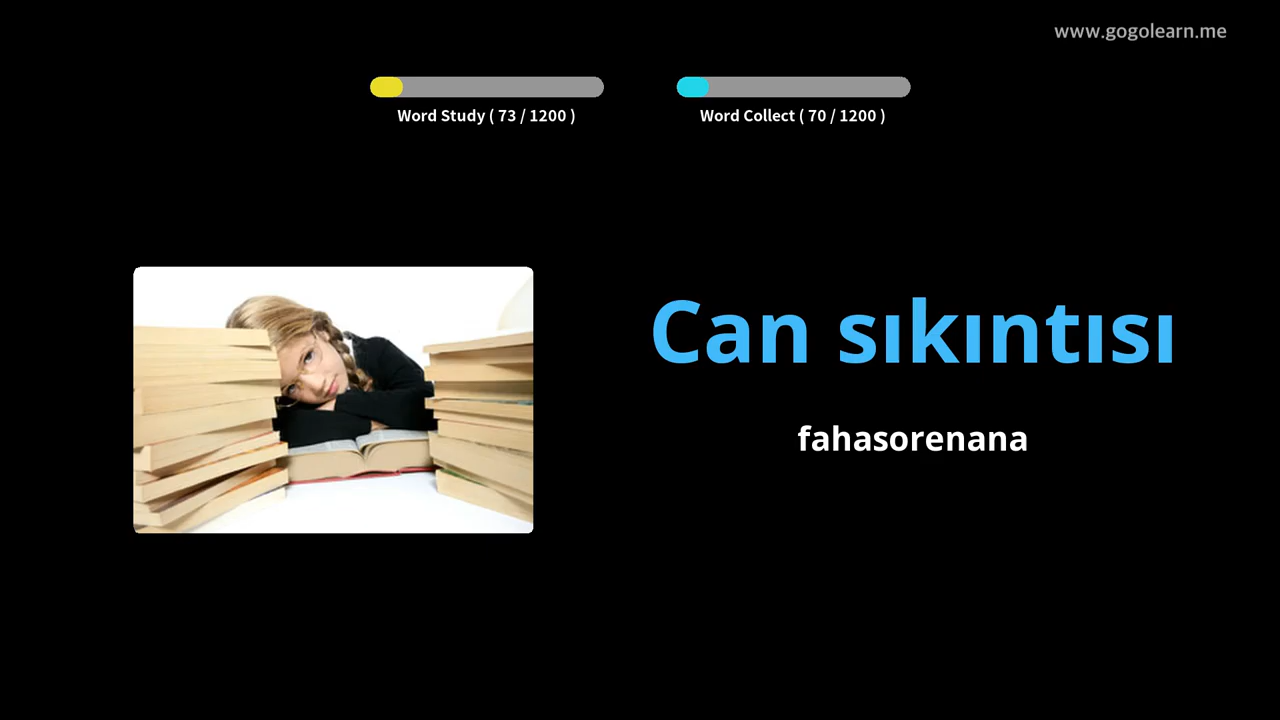 www.gogolearn.me
Word Study ( 73 / 1200 )
Word Collect ( 70 / 1200 )
Can sıkıntısı
fahasorenana